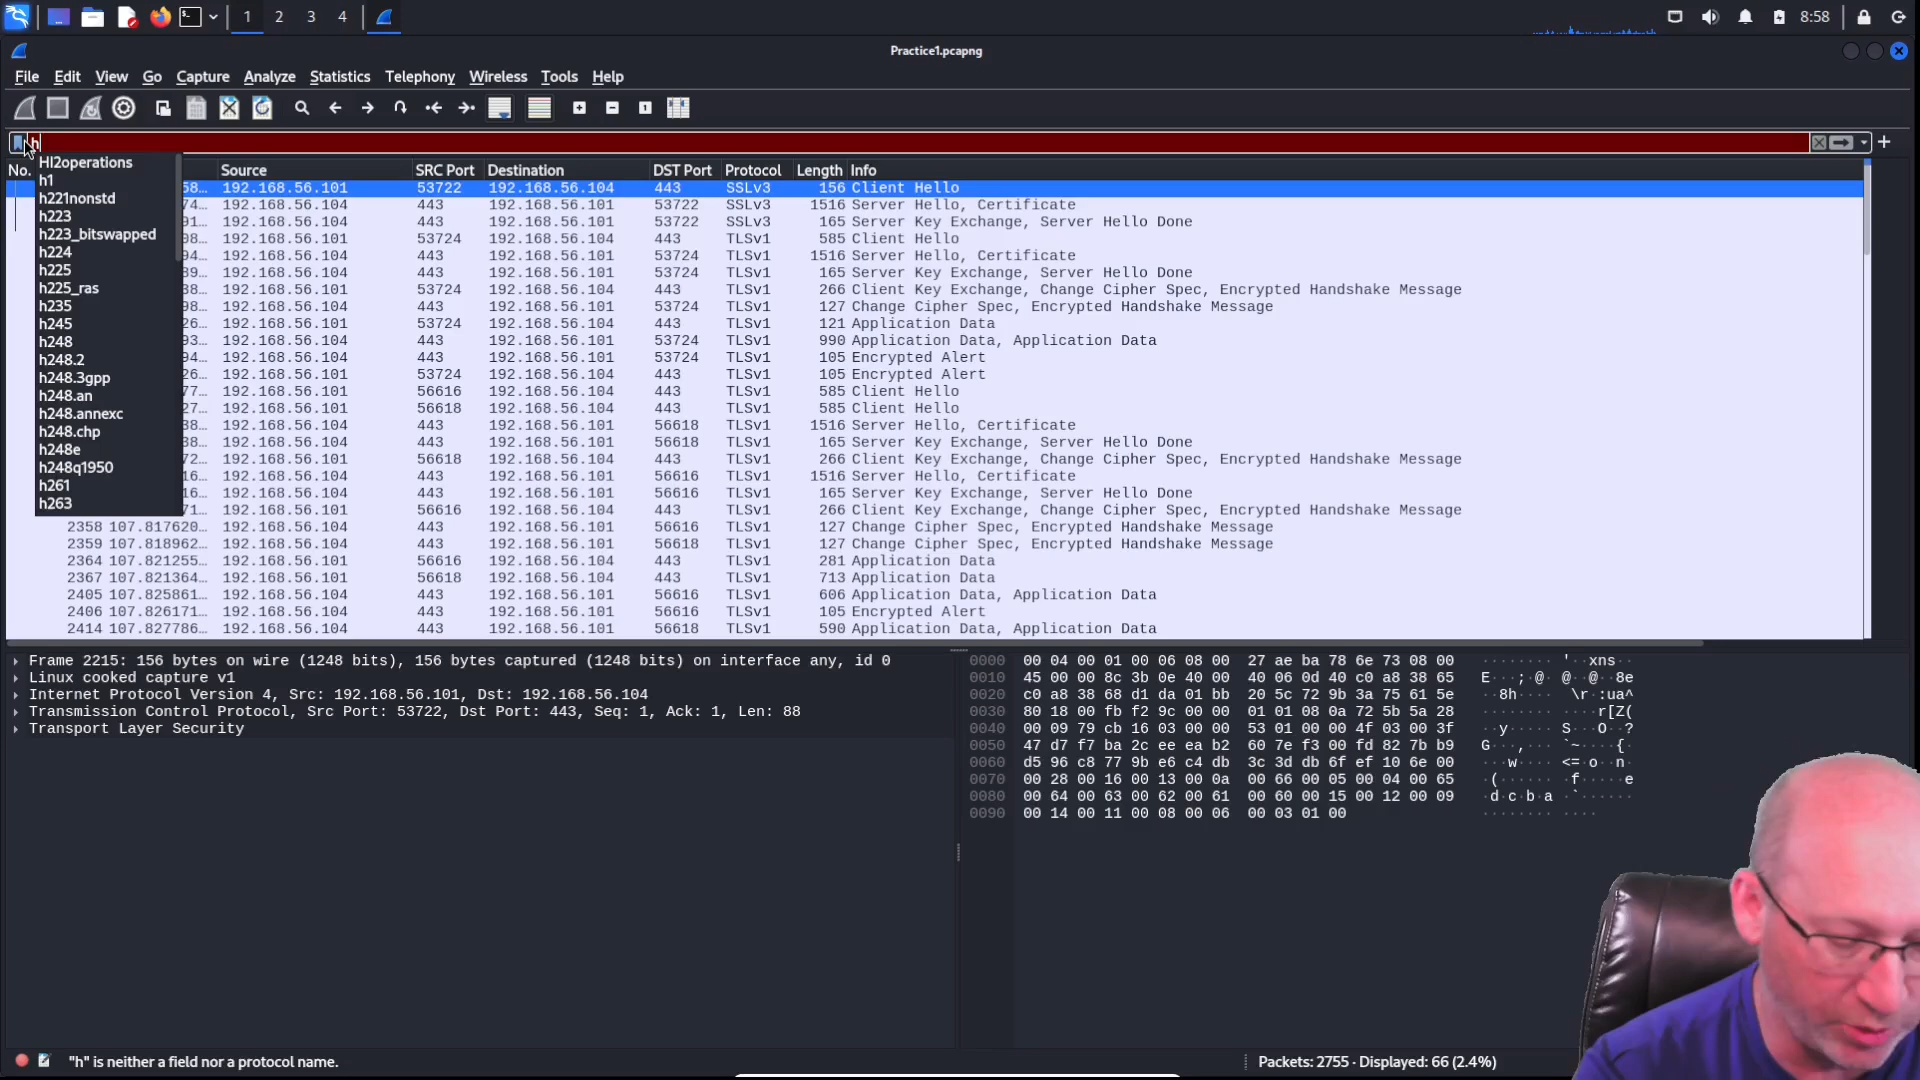 1 2 3 4 8:58
Practice1.pcapng
File Edit View Go Capture Analyze Statistics Telephony Wireless Tools Help
h
No. Source SRC Port Destination DST Port Protocol Length Info
HI2operations
h1
h221nonstd
h223
h223_bitswapped
h224
h225
h225_ras
h235
h245
h248
h248.2
h248.3gpp
h248.an
h248.annexc
h248.chp
h248e
h248q1950
h261
h263
58… 192.168.56.101 53722 192.168.56.104 443 SSLv3 156 Client Hello
74… 192.168.56.104 443 192.168.56.101 53722 SSLv3 1516 Server Hello, Certificate
91… 192.168.56.104 443 192.168.56.101 53722 SSLv3 165 Server Key Exchange, Server Hello Done
98… 192.168.56.101 53724 192.168.56.104 443 TLSv1 585 Client Hello
94… 192.168.56.104 443 192.168.56.101 53724 TLSv1 1516 Server Hello, Certificate
89… 192.168.56.104 443 192.168.56.101 53724 TLSv1 165 Server Key Exchange, Server Hello Done
38… 192.168.56.101 53724 192.168.56.104 443 TLSv1 266 Client Key Exchange, Change Cipher Spec, Encrypted Handshake Message
98… 192.168.56.104 443 192.168.56.101 53724 TLSv1 127 Change Cipher Spec, Encrypted Handshake Message
26… 192.168.56.101 53724 192.168.56.104 443 TLSv1 121 Application Data
93… 192.168.56.104 443 192.168.56.101 53724 TLSv1 990 Application Data, Application Data
94… 192.168.56.104 443 192.168.56.101 53724 TLSv1 105 Encrypted Alert
26… 192.168.56.101 53724 192.168.56.104 443 TLSv1 105 Encrypted Alert
77… 192.168.56.101 56616 192.168.56.104 443 TLSv1 585 Client Hello
27… 192.168.56.101 56618 192.168.56.104 443 TLSv1 585 Client Hello
38… 192.168.56.104 443 192.168.56.101 56618 TLSv1 1516 Server Hello, Certificate
38… 192.168.56.104 443 192.168.56.101 56618 TLSv1 165 Server Key Exchange, Server Hello Done
72… 192.168.56.101 56618 192.168.56.104 443 TLSv1 266 Client Key Exchange, Change Cipher Spec, Encrypted Handshake Message
16… 192.168.56.104 443 192.168.56.101 56616 TLSv1 1516 Server Hello, Certificate
16… 192.168.56.104 443 192.168.56.101 56616 TLSv1 165 Server Key Exchange, Server Hello Done
71… 192.168.56.101 56616 192.168.56.104 443 TLSv1 266 Client Key Exchange, Change Cipher Spec, Encrypted Handshake Message
2358 107.817620… 192.168.56.104 443 192.168.56.101 56616 TLSv1 127 Change Cipher Spec, Encrypted Handshake Message
2359 107.818962… 192.168.56.104 443 192.168.56.101 56618 TLSv1 127 Change Cipher Spec, Encrypted Handshake Message
2364 107.821255… 192.168.56.101 56616 192.168.56.104 443 TLSv1 281 Application Data
2367 107.821364… 192.168.56.101 56618 192.168.56.104 443 TLSv1 713 Application Data
2405 107.825861… 192.168.56.104 443 192.168.56.101 56616 TLSv1 606 Application Data, Application Data
2406 107.826171… 192.168.56.104 443 192.168.56.101 56616 TLSv1 105 Encrypted Alert
2414 107.827786… 192.168.56.104 443 192.168.56.101 56618 TLSv1 590 Application Data, Application Data
Frame 2215: 156 bytes on wire (1248 bits), 156 bytes captured (1248 bits) on interface any, id 0
Linux cooked capture v1
Internet Protocol Version 4, Src: 192.168.56.101, Dst: 192.168.56.104
Transmission Control Protocol, Src Port: 53722, Dst Port: 443, Seq: 1, Ack: 1, Len: 88
Transport Layer Security
0000 00 04 00 01 00 06 08 00 27 ae ba 78 6e 73 08 00 ········ '··xns··
0010 45 00 00 8c 3b 0e 40 00 40 06 0d 40 c0 a8 38 65 E···;·@· @··@··8e
0020 c0 a8 38 68 d1 da 01 bb 20 5c 72 9b 3a 75 61 5e ··8h···· \r·:ua^
0030 80 18 00 fb f2 9c 00 00 01 01 08 0a 72 5b 5a 28 ········ ····r[Z(
0040 00 09 79 cb 16 03 00 00 53 01 00 00 4f 03 00 3f ··y····· S···O··?
0050 47 d7 f7 ba 2c ee ea b2 60 7e f3 00 fd 82 7b b9 G···,··· `~····{·
0060 d5 96 c8 77 9b e6 c4 db 3c 3d db 6f ef 10 6e 00 ···w···· <=·o··n·
0070 00 28 00 16 00 13 00 0a 00 66 00 05 00 04 00 65 ·(······ ·f·····e
0080 00 64 00 63 00 62 00 61 00 60 00 15 00 12 00 09 ·d·c·b·a ·`······
0090 00 14 00 11 00 08 00 06 00 03 01 00 ········ ····
"h" is neither a field nor a protocol name. Packets: 2755 · Displayed: 66 (2.4%)